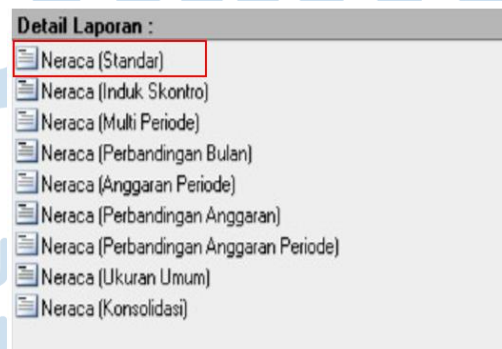 Detail Laporan :
Neraca (Standar)
Neraca (Induk Skontro)
Neraca (Multi Periode)
Neraca (Perbandingan Bulan)
Neraca (Anggaran Periode)
Neraca (Perbandingan Anggaran)
Neraca (Perbandingan Anggaran Periode)
Neraca (Ukuran Umum)
Neraca (Konsolidasi)